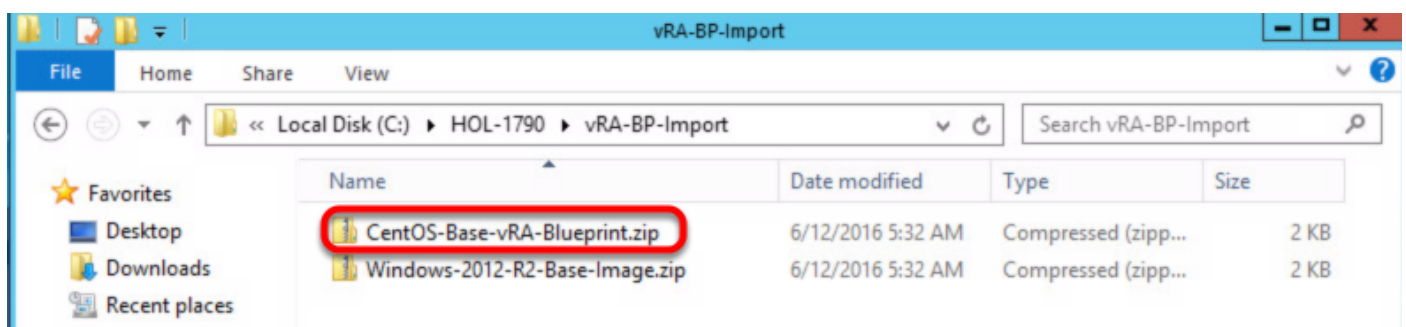 vRA-BP-Import
File Home Share View
« Local Disk (C:) HOL-1790 vRA-BP-Import Search vRA-BP-Import
Favorites
Desktop
Downloads
Recent places
Name Date modified Type Size
CentOS-Base-vRA-Blueprint.zip 6/12/2016 5:32 AM Compressed (zipp... 2 KB
Windows-2012-R2-Base-Image.zip 6/12/2016 5:32 AM Compressed (zipp... 2 KB